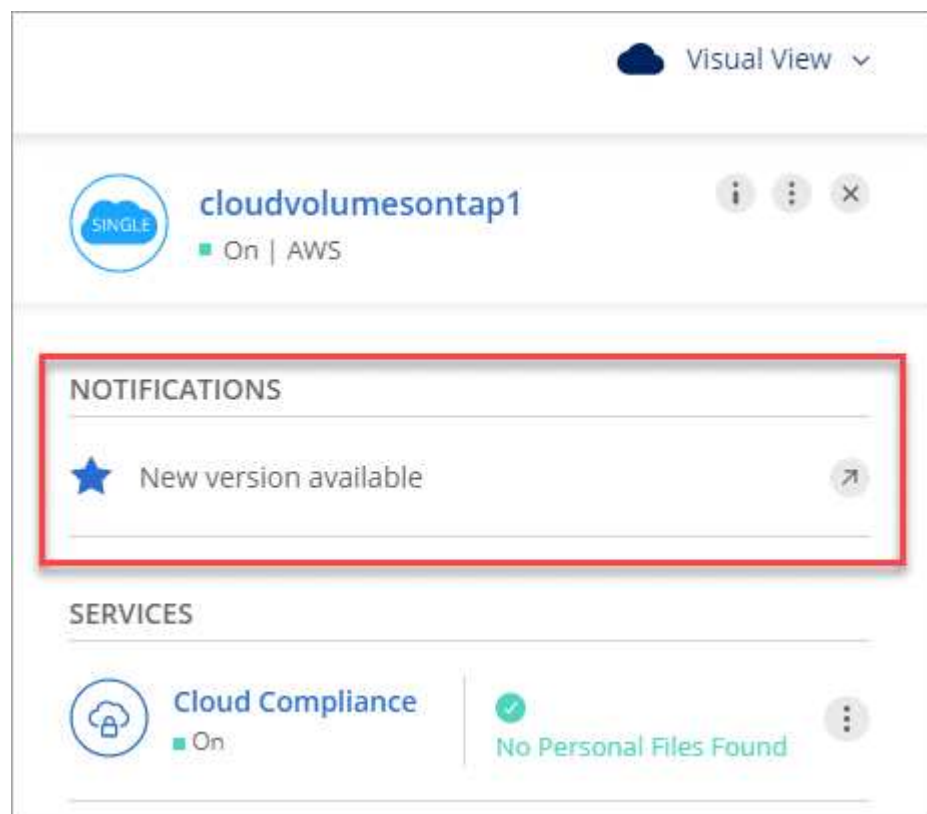 Visual View
SINGLE
cloudvolumesontap1
On | AWS
NOTIFICATIONS
New version available
SERVICES
Cloud Compliance
On
No Personal Files Found